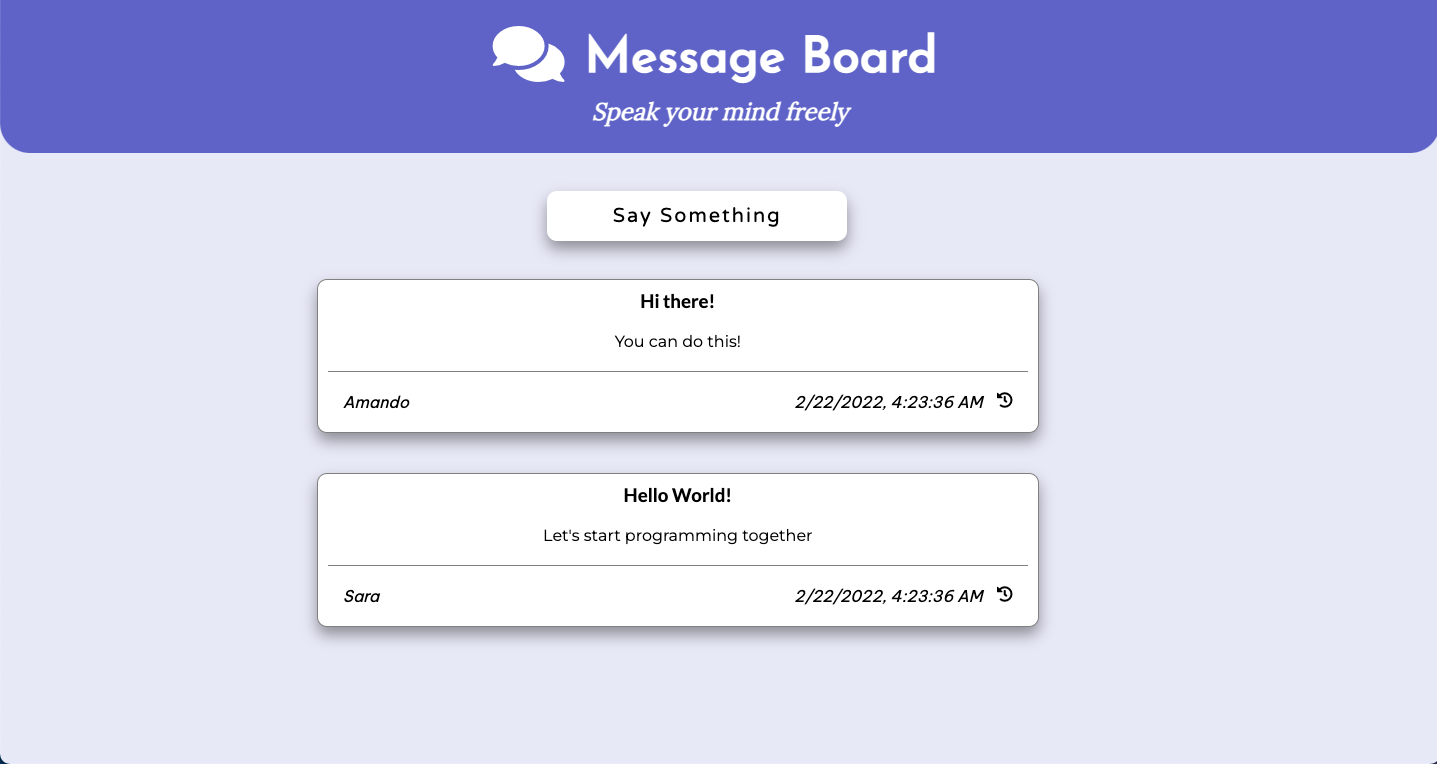 Message Board
Speak your mind freely
Say Something
Hi there!
You can do this!
Amando 2/22/2022, 4:23:36 AM
Hello World!
Let's start programming together
Sara 2/22/2022, 4:23:36 AM